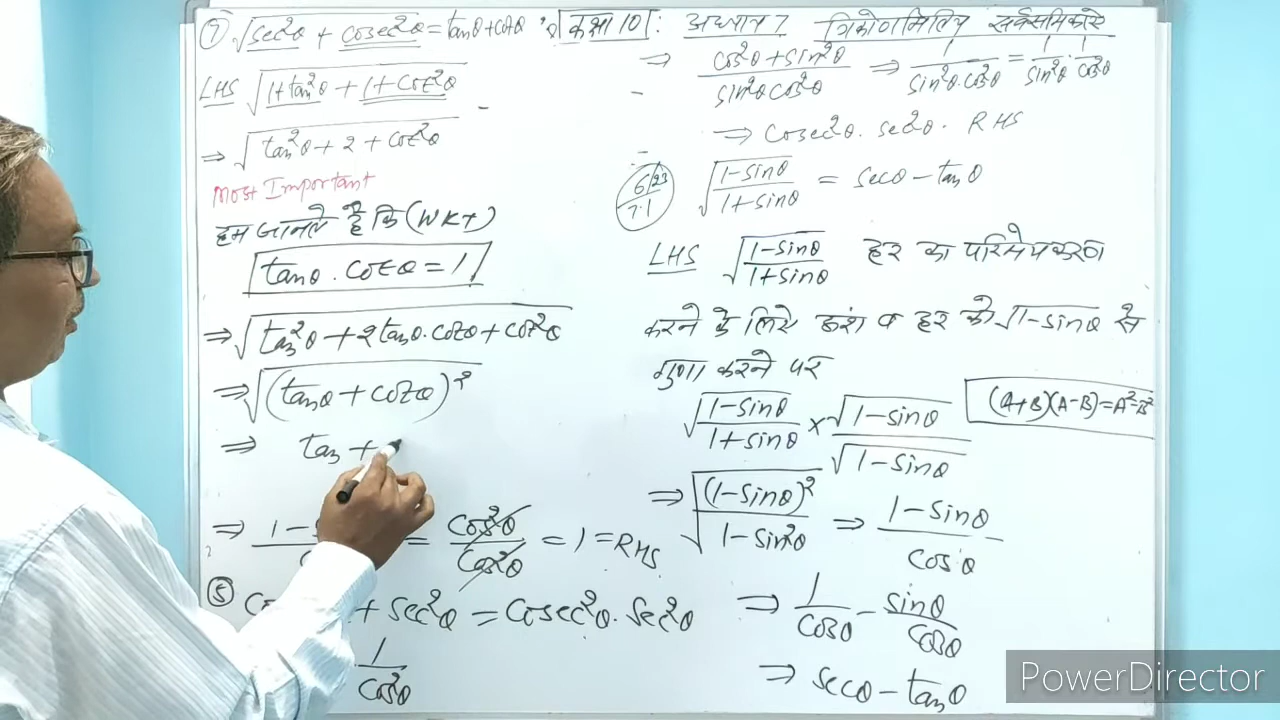 ⑦ √(sec²θ + cosec²θ) = tanθ + cotθ
कक्षा 10 : अध्याय 7 त्रिकोणमितिय सर्वसमिकाये
LHS √(1+tan²θ + 1+cot²θ)
⇒ √(tan²θ + 2 + cot²θ)
Most Important
हम जानते है कि (WKT)
tanθ . cotθ = 1
⇒ √(tan²θ + 2tanθ.cotθ + cot²θ)
⇒ √(tanθ + cotθ)²
⇒ tan +
⇒ 1 - = cos²θ/cos²θ = 1 = RHS
⑤ + sec²θ = cosec²θ . sec²θ
1/cos²θ
⇒ (cos²θ + sin²θ)/(sin²θ cos²θ) ⇒ 1/(sin²θ.cos²θ) = 1/sin²θ . 1/cos²θ
⇒ cosec²θ . sec²θ . RHS
6/23 7.1 √((1-sinθ)/(1+sinθ)) = secθ - tanθ
LHS √((1-sinθ)/(1+sinθ)) हर का परिमेयकरण
करने के लिये अंश व हर को √(1-sinθ) से
गुणा करने पर
√((1-sinθ)/(1+sinθ)) × √(1-sinθ)/√(1-sinθ)
(A+B)(A-B)=A²-B²
⇒ √((1-sinθ)²/(1-sin²θ)) ⇒ (1-sinθ)/cosθ
⇒ 1/cosθ - sinθ/cosθ
⇒ secθ - tanθ
PowerDirector